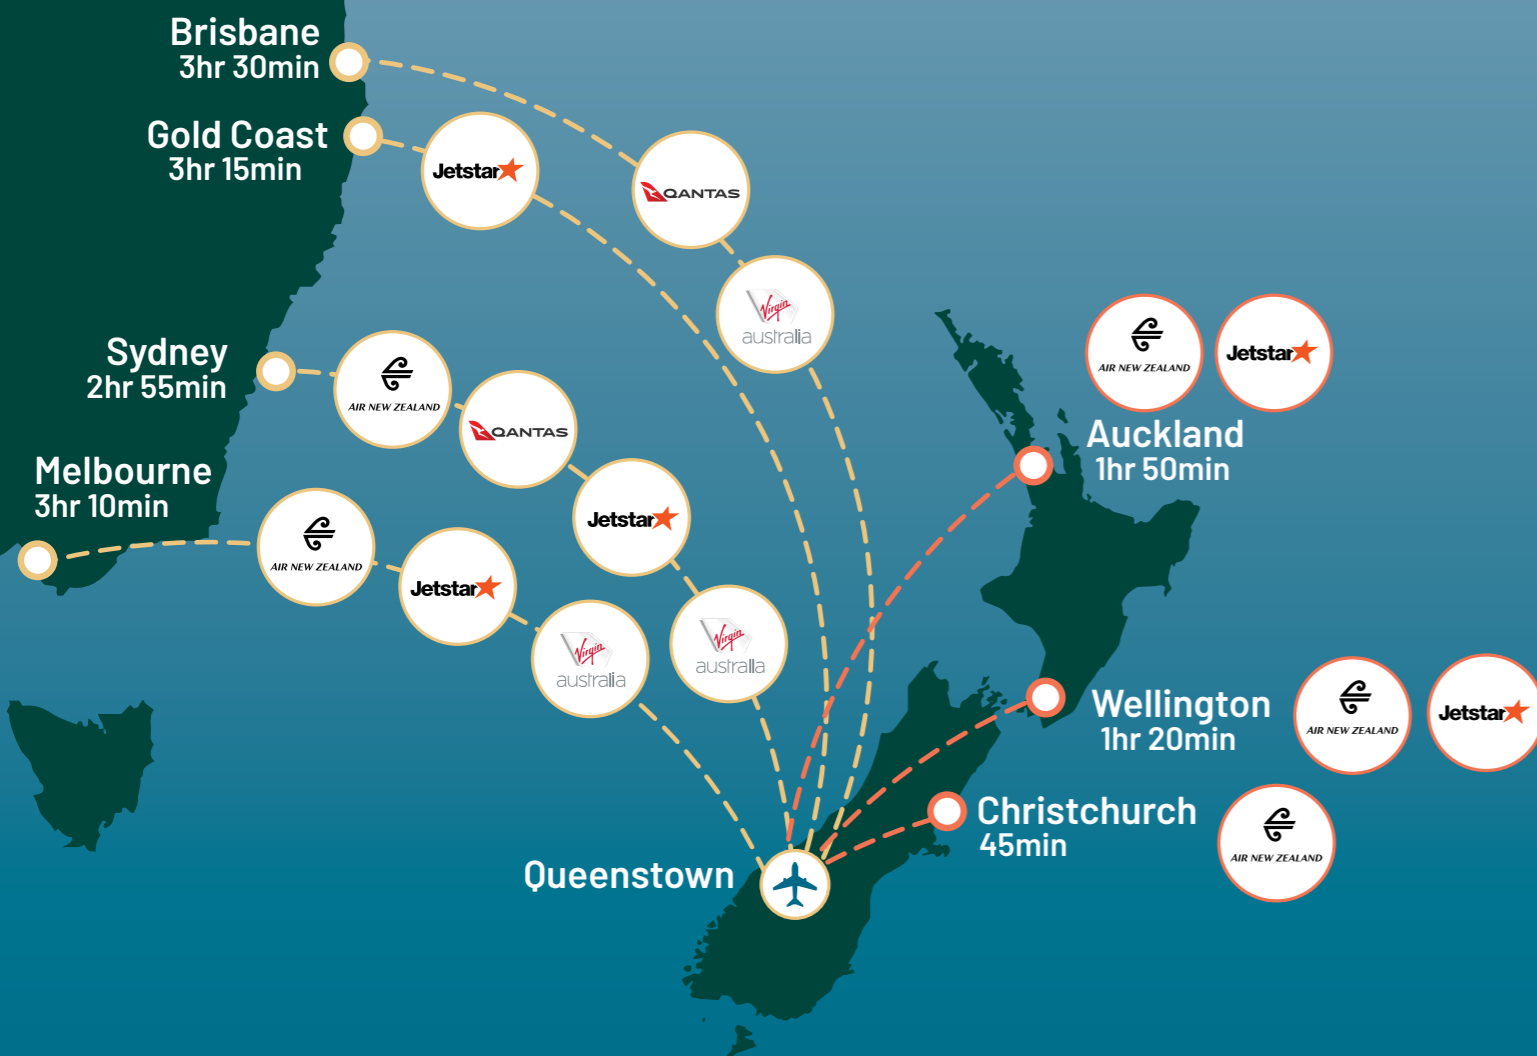 Brisbane
3hr 30min
Gold Coast
3hr 15min
Jetstar
QANTAS
Virgin
australia
Sydney
2hr 55min
AIR NEW ZEALAND
QANTAS
Jetstar
Virgin
australia
Melbourne
3hr 10min
AIR NEW ZEALAND
Jetstar
Virgin
australia
AIR NEW ZEALAND
Jetstar
Auckland
1hr 50min
Wellington
1hr 20min
AIR NEW ZEALAND
Jetstar
Christchurch
45min
AIR NEW ZEALAND
Queenstown